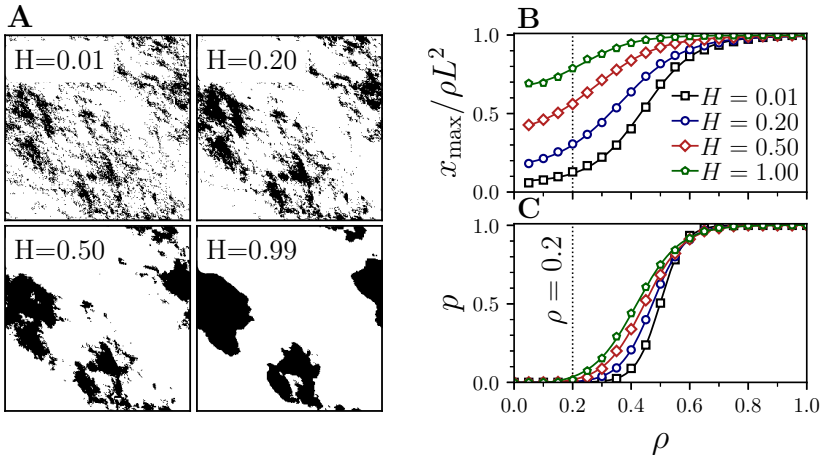 A
H=0.01
H=0.20
H=0.50
H=0.99
B
x_max/ρL²
1.0
0.5
0.0
H = 0.01
H = 0.20
H = 0.50
H = 1.00
C
p
1.0
0.5
0.0
ρ = 0.2
0.0 0.2 0.4 0.6 0.8 1.0
ρ